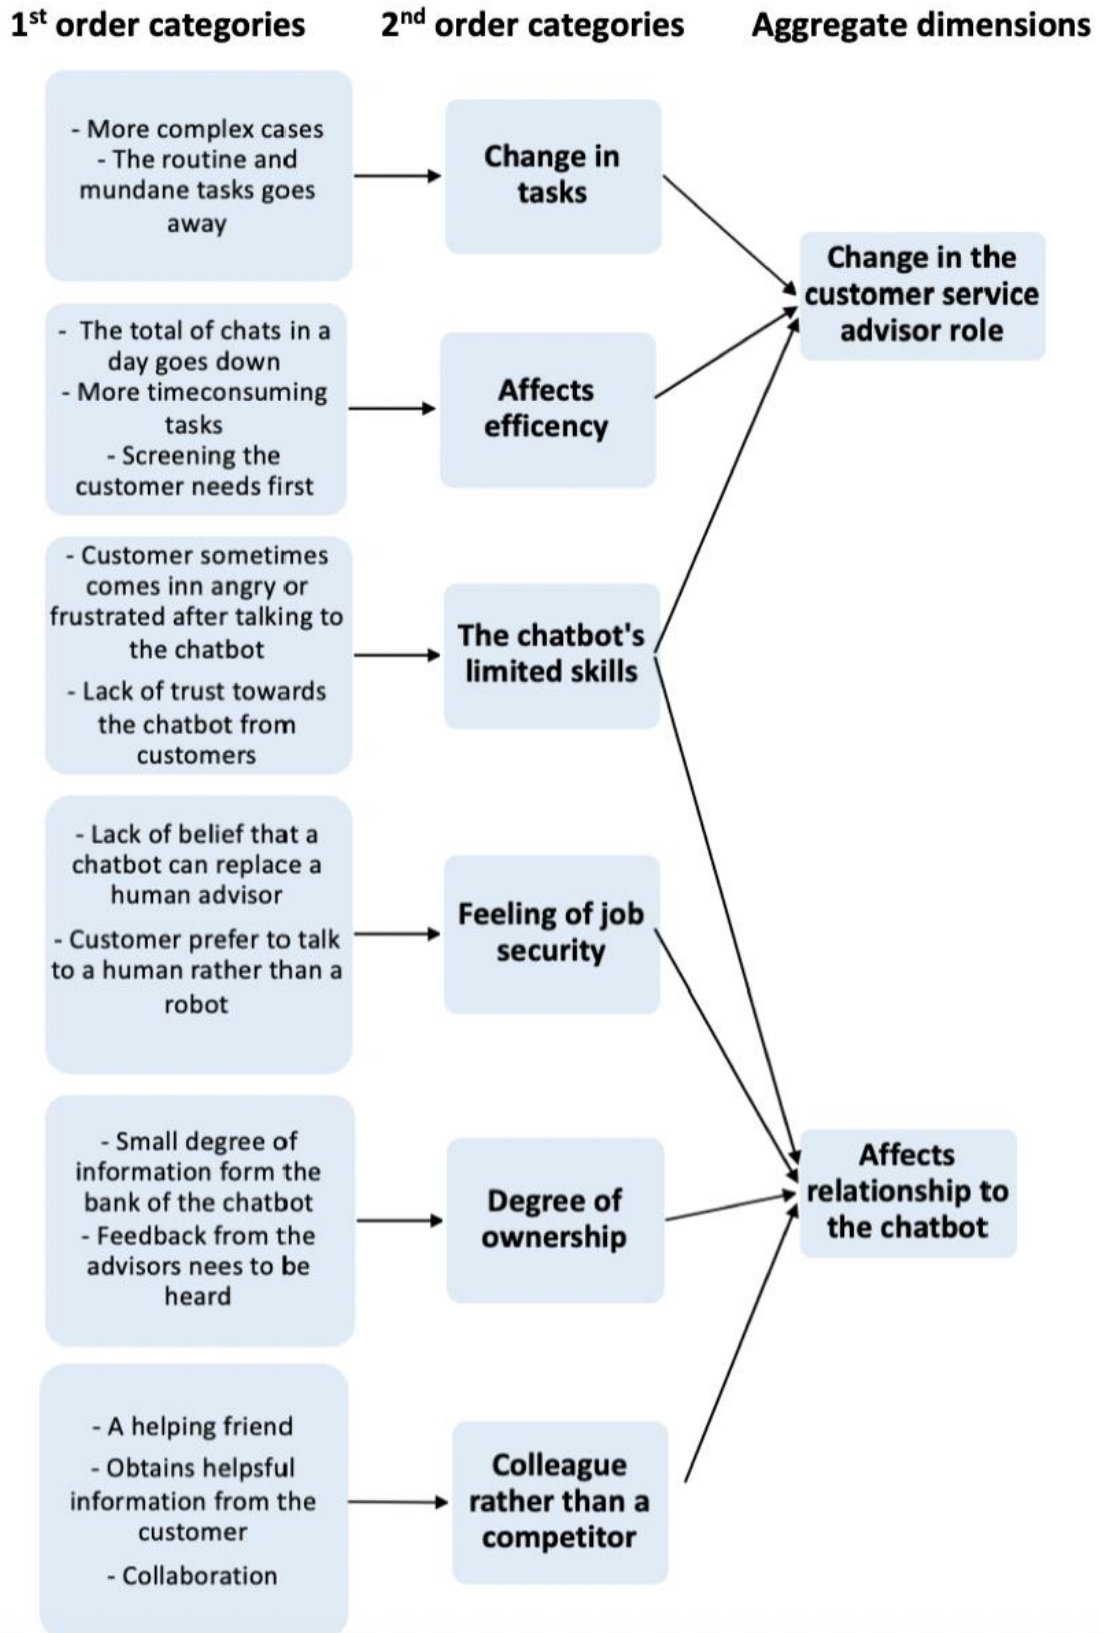 1st order categories
2nd order categories
Aggregate dimensions
- More complex cases
- The routine and
mundane tasks goes
away
Change in
tasks
Change in the
customer service
advisor role
- The total of chats in a
day goes down
- More timeconsuming
tasks
- Screening the
customer needs first
Affects
efficency
- Customer sometimes
comes inn angry or
frustrated after talking to
the chatbot
- Lack of trust towards
the chatbot from
customers
The chatbot's
limited skills
- Lack of belief that a
chatbot can replace a
human advisor
- Customer prefer to talk
to a human rather than a
robot
Feeling of job
security
- Small degree of
information form the
bank of the chatbot
- Feedback from the
advisors nees to be
heard
Degree of
ownership
Affects
relationship to
the chatbot
- A helping friend
- Obtains helpsful
information from the
customer
- Collaboration
Colleague
rather than a
competitor